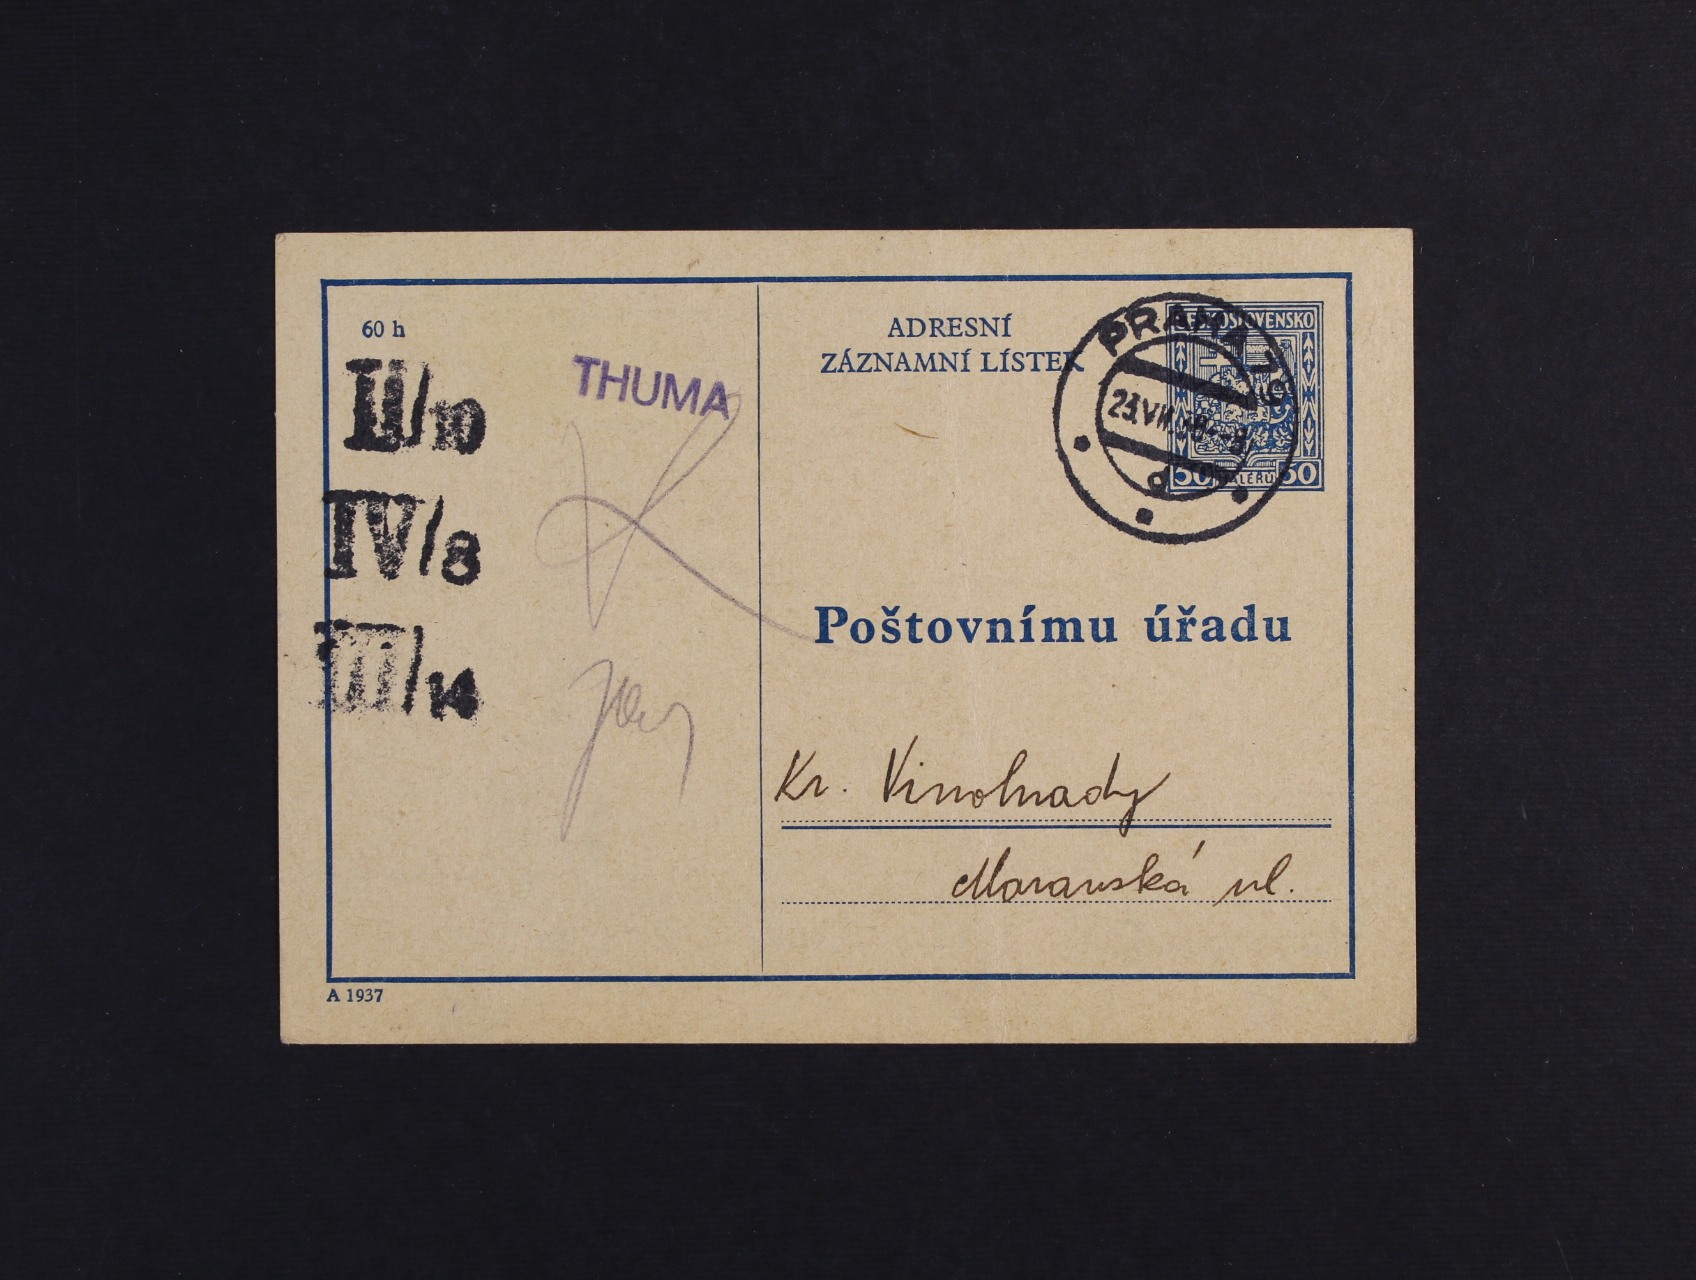 60 h
II/10
IV/8
III/14
THUMA
ADRESNÍ
ZÁZNAMNÍ LÍSTEK
ČESKOSLOVENSKO
50 HALÉŘŮ 50
PRAHA
Poštovnímu úřadu
Kr. Vinohrady
Moravská ul.
A 1937